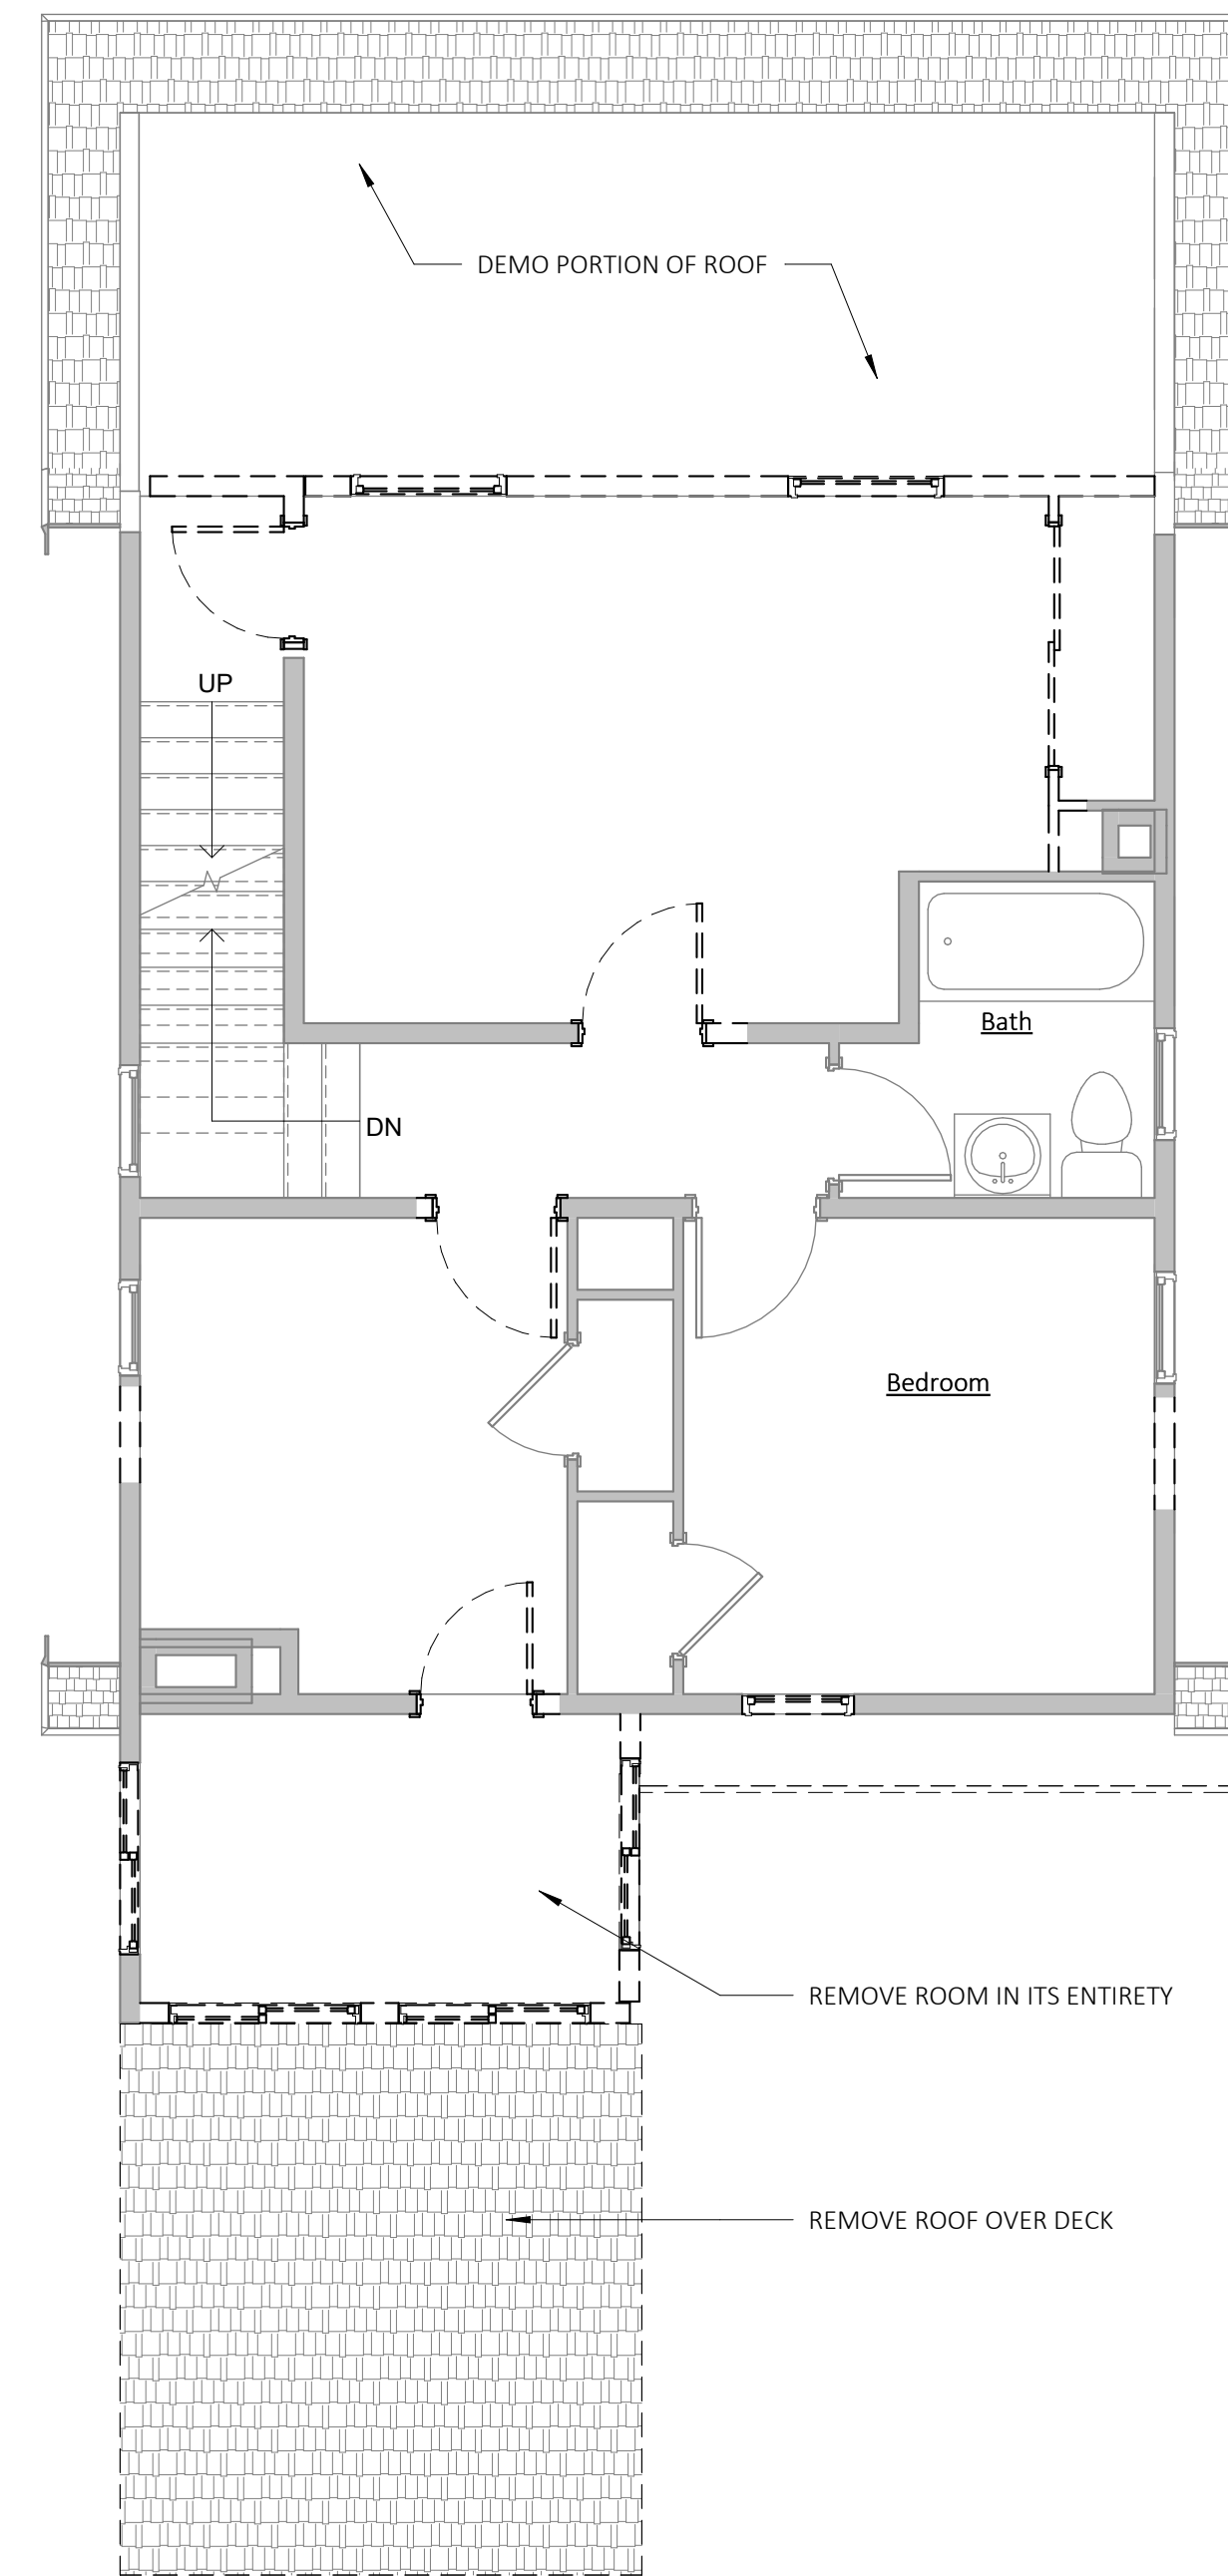 DEMO PORTION OF ROOF
UP
Bath
DN
Bedroom
REMOVE ROOM IN ITS ENTIRETY
REMOVE ROOF OVER DECK